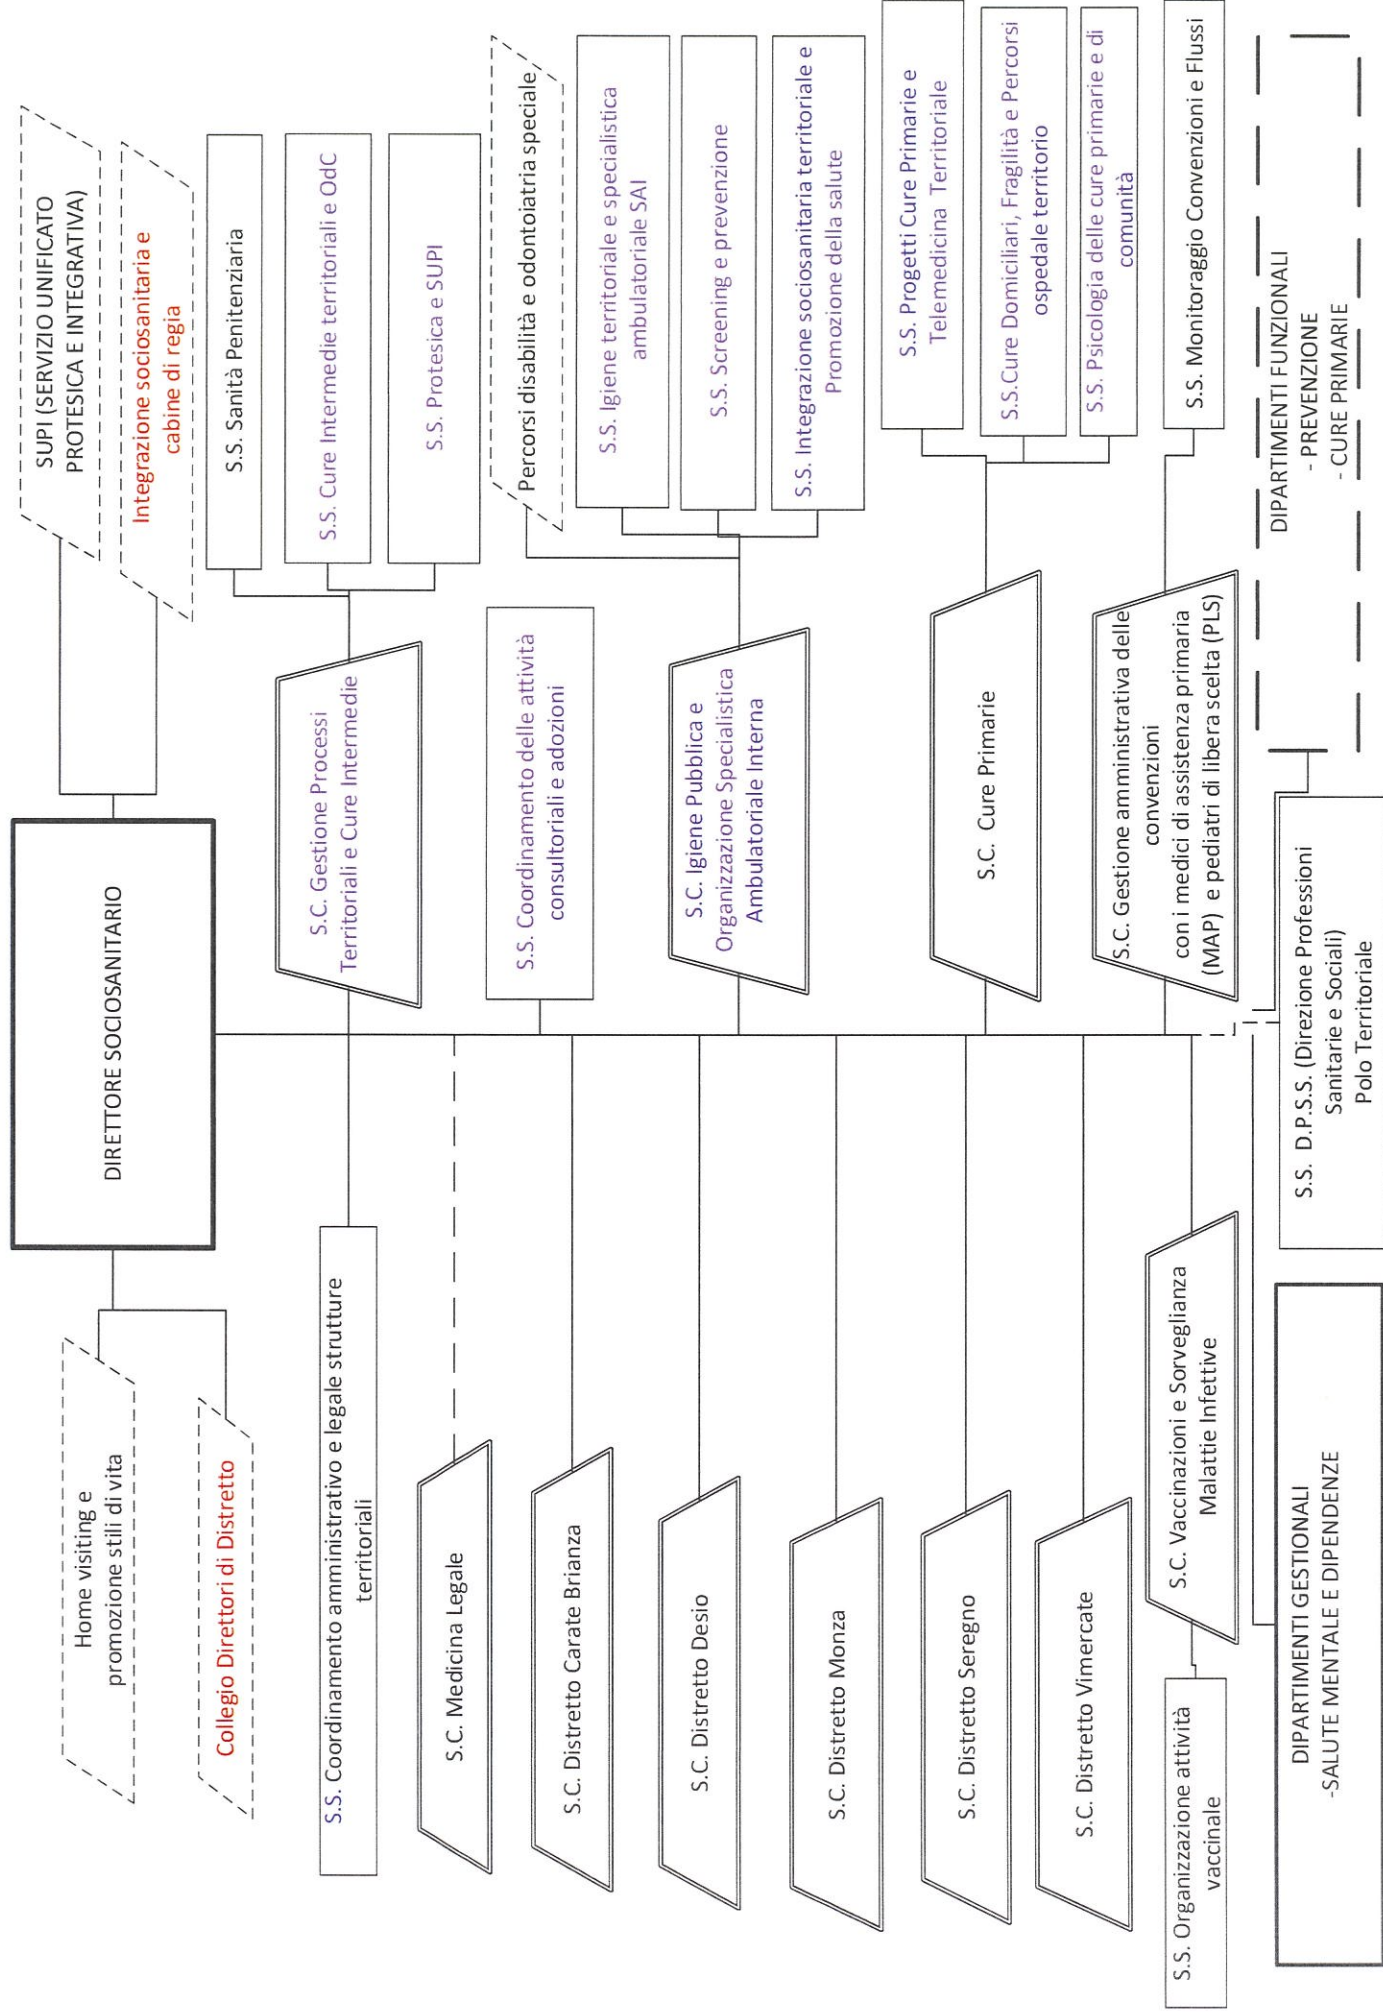 DIRETTORE SOCIOSANITARIO
Home visiting e
promozione stili di vita
Collegio Direttori di Distretto
SUPI (SERVIZIO UNIFICATO
PROTESICA E INTEGRATIVA)
Integrazione sociosanitaria e
cabine di regia
S.S. Coordinamento amministrativo e legale strutture
territoriali
S.C. Medicina Legale
S.C. Distretto Carate Brianza
S.C. Distretto Desio
S.C. Distretto Monza
S.C. Distretto Seregno
S.C. Distretto Vimercate
S.C. Vaccinazioni e Sorveglianza
Malattie Infettive
S.S. Organizzazione attività
vaccinale
S.C. Gestione Processi
Territoriali e Cure Intermedie
S.S. Sanità Penitenziaria
S.S. Cure Intermedie territoriali e OdC
S.S. Protesica e SUPI
S.S. Coordinamento delle attività
consultoriali e adozioni
S.C. Igiene Pubblica e
Organizzazione Specialistica
Ambulatoriale Interna
Percorsi disabilità e odontoiatria speciale
S.S. Igiene territoriale e specialistica
ambulatoriale SAI
S.S. Screening e prevenzione
S.S. Integrazione sociosanitaria territoriale e
Promozione della salute
S.C. Cure Primarie
S.S. Progetti Cure Primarie e
Telemedicina Territoriale
S.S.Cure Domiciliari, Fragilità e Percorsi
ospedale territorio
S.S. Psicologia delle cure primarie e di
comunità
S.C. Gestione amministrativa delle
convenzioni
con i medici di assistenza primaria
(MAP) e pediatri di libera scelta (PLS)
S.S. Monitoraggio Convenzioni e Flussi
DIPARTIMENTI GESTIONALI
-SALUTE MENTALE E DIPENDENZE
S.S. D.P.S.S. (Direzione Professioni
Sanitarie e Sociali)
Polo Territoriale
DIPARTIMENTI FUNZIONALI
- PREVENZIONE
- CURE PRIMARIE